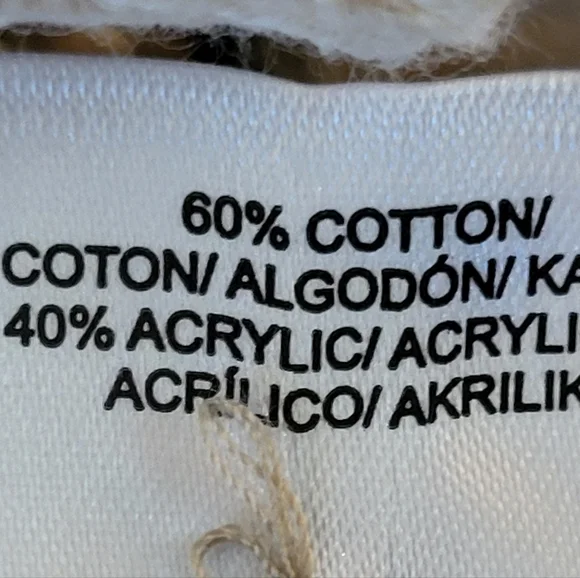 60% COTTON/
COTON/ ALGODÓN/ KA
40% ACRYLIC/ ACRYLI
ACRÍLICO/ AKRILIK